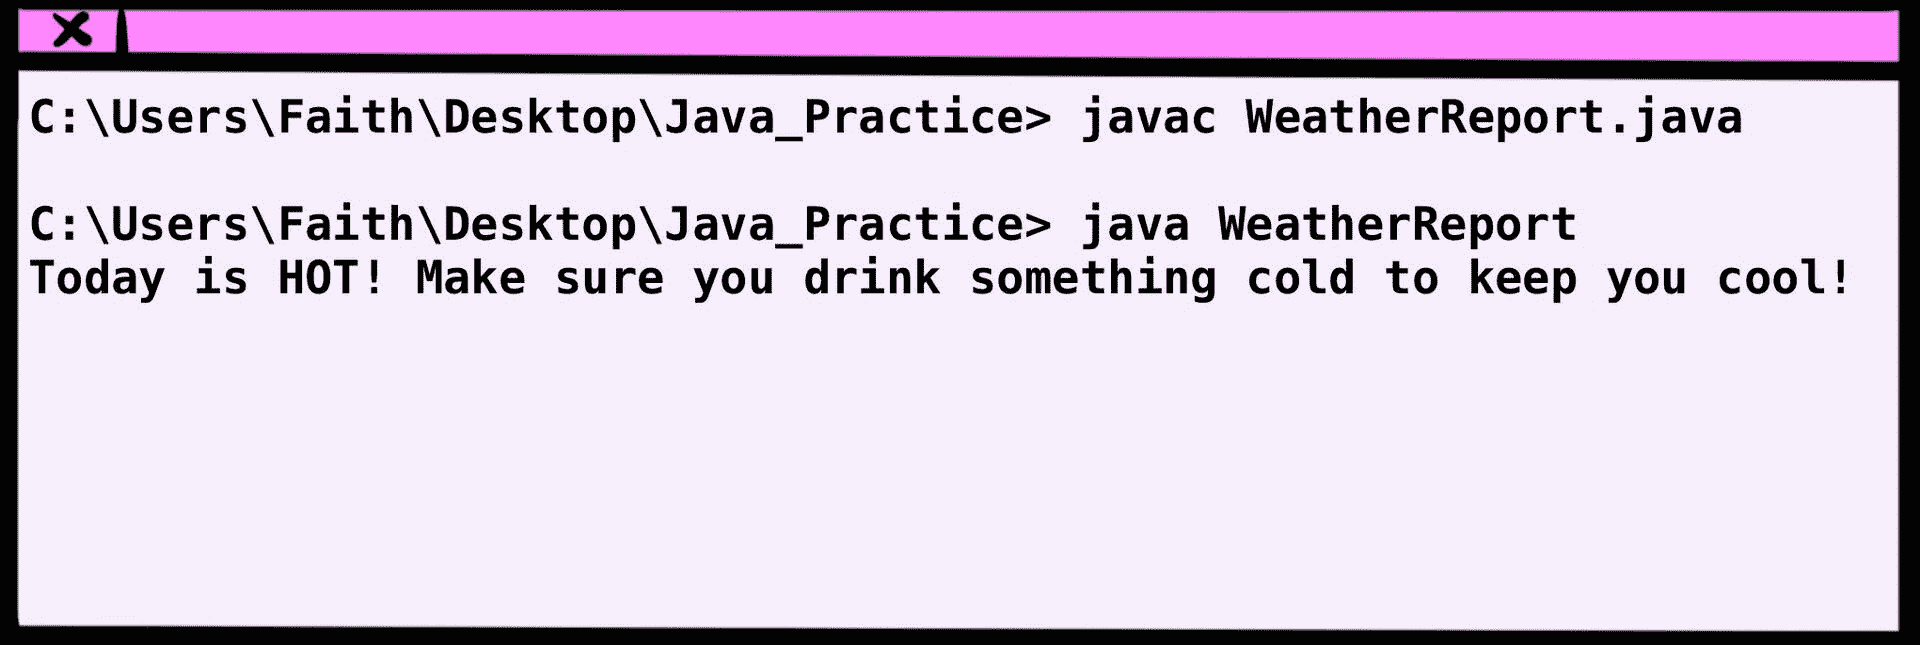 C:\Users\Faith\Desktop\Java_Practice> javac WeatherReport.java
C:\Users\Faith\Desktop\Java_Practice> java WeatherReport
Today is HOT! Make sure you drink something cold to keep you cool!